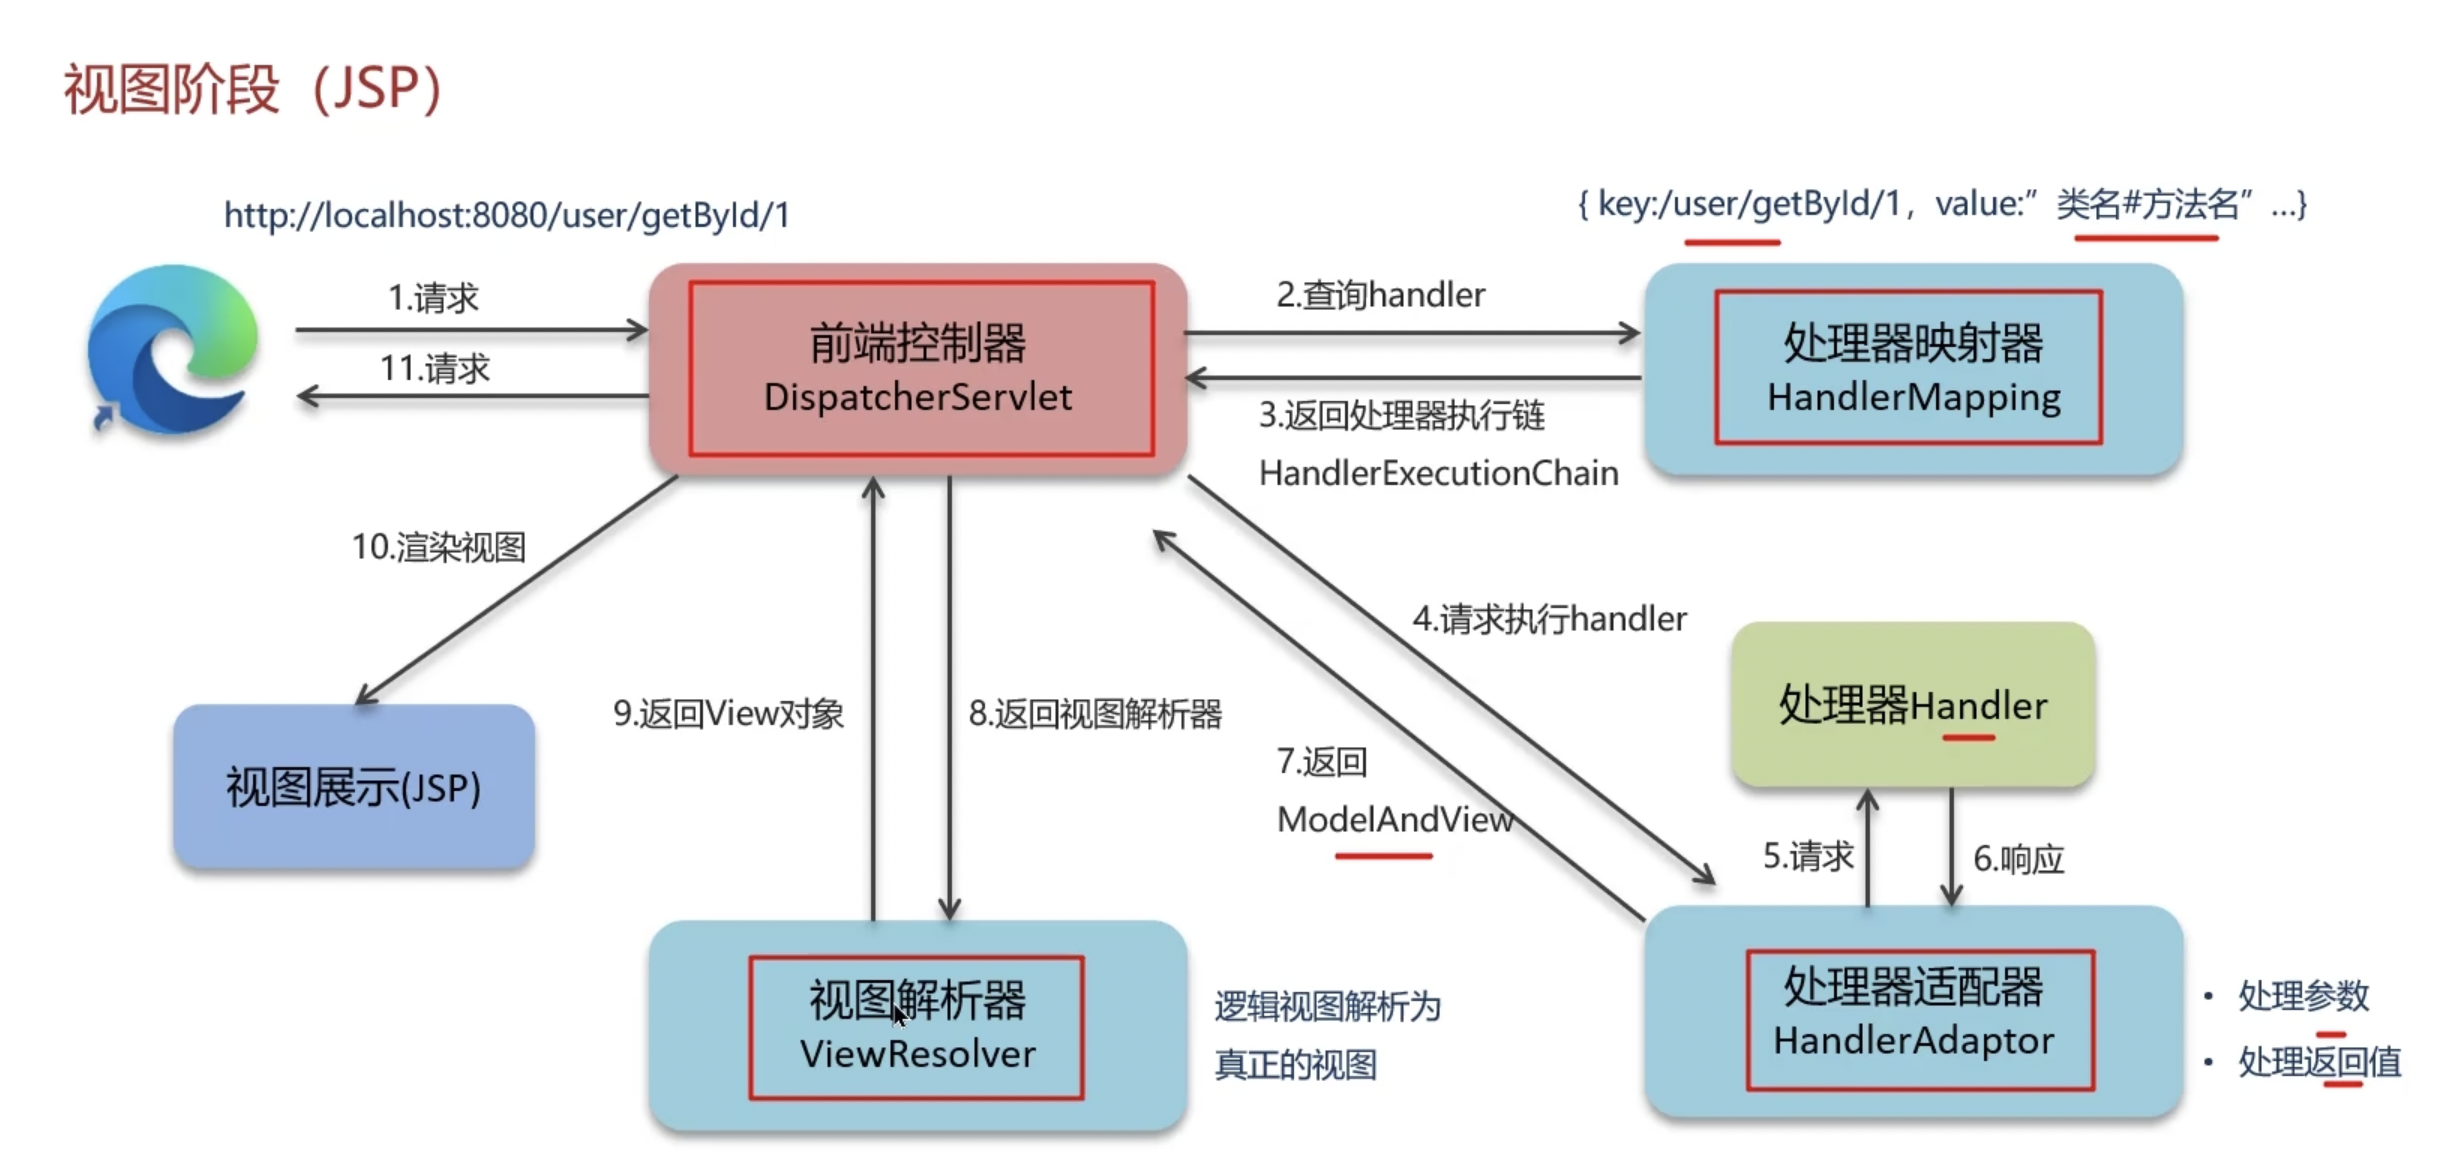 视图阶段（JSP）
http://localhost:8080/user/getById/1
{ key:/user/getById/1，value:”类名#方法名” ...}
1.请求
11.请求
前端控制器
DispatcherServlet
2.查询handler
3.返回处理器执行链
HandlerExecutionChain
处理器映射器
HandlerMapping
10.渲染视图
4.请求执行handler
处理器Handler
9.返回View对象
8.返回视图解析器
7.返回
ModelAndView
视图展示(JSP)
5.请求
6.响应
视图解析器
ViewResolver
逻辑视图解析为
真正的视图
处理器适配器
HandlerAdaptor
• 处理参数
• 处理返回值